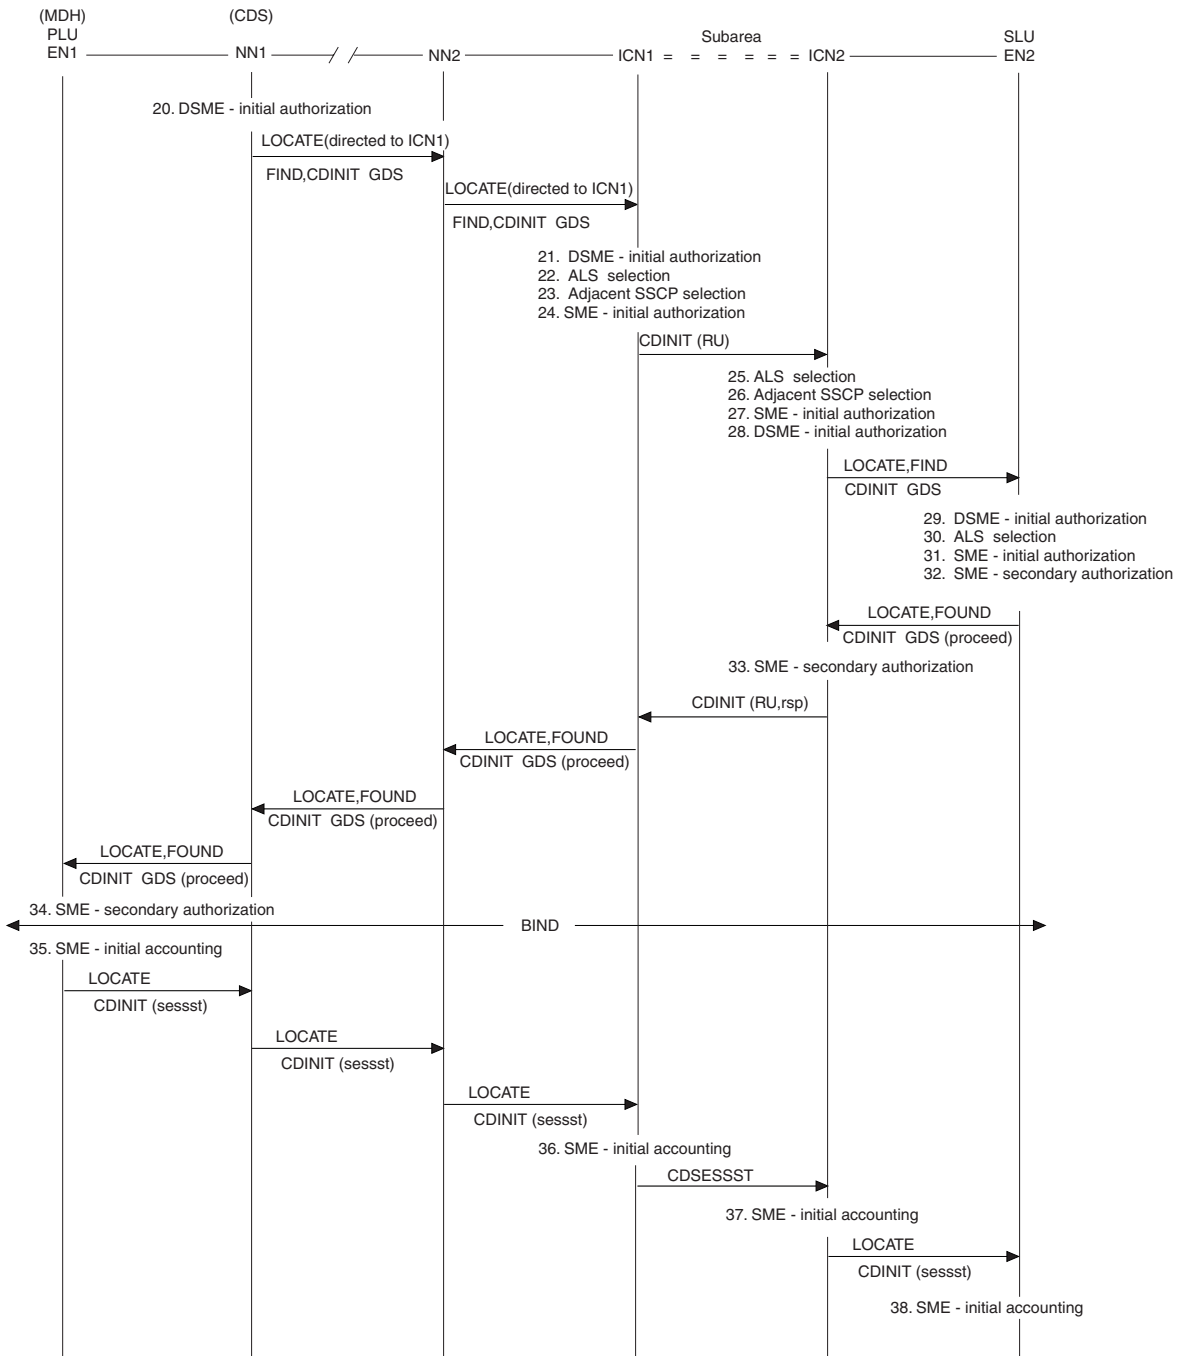 (MDH)
(CDS)
PLU
Subarea
SLU
EN1
NN1
NN2
ICN1 = = = = = = ICN2
EN2
20. DSME - initial authorization
LOCATE(directed to ICN1)
FIND,CDINIT GDS
LOCATE(directed to ICN1)
FIND,CDINIT GDS
21. DSME - initial authorization
22. ALS selection
23. Adjacent SSCP selection
24. SME - initial authorization
CDINIT (RU)
25. ALS selection
26. Adjacent SSCP selection
27. SME - initial authorization
28. DSME - initial authorization
LOCATE,FIND
CDINIT GDS
29. DSME - initial authorization
30. ALS selection
31. SME - initial authorization
32. SME - secondary authorization
LOCATE,FOUND
CDINIT GDS (proceed)
33. SME - secondary authorization
CDINIT (RU,rsp)
LOCATE,FOUND
CDINIT GDS (proceed)
LOCATE,FOUND
CDINIT GDS (proceed)
LOCATE,FOUND
CDINIT GDS (proceed)
34. SME - secondary authorization
BIND
35. SME - initial accounting
LOCATE
CDINIT (sessst)
LOCATE
CDINIT (sessst)
LOCATE
CDINIT (sessst)
36. SME - initial accounting
CDSESSST
37. SME - initial accounting
LOCATE
CDINIT (sessst)
38. SME - initial accounting